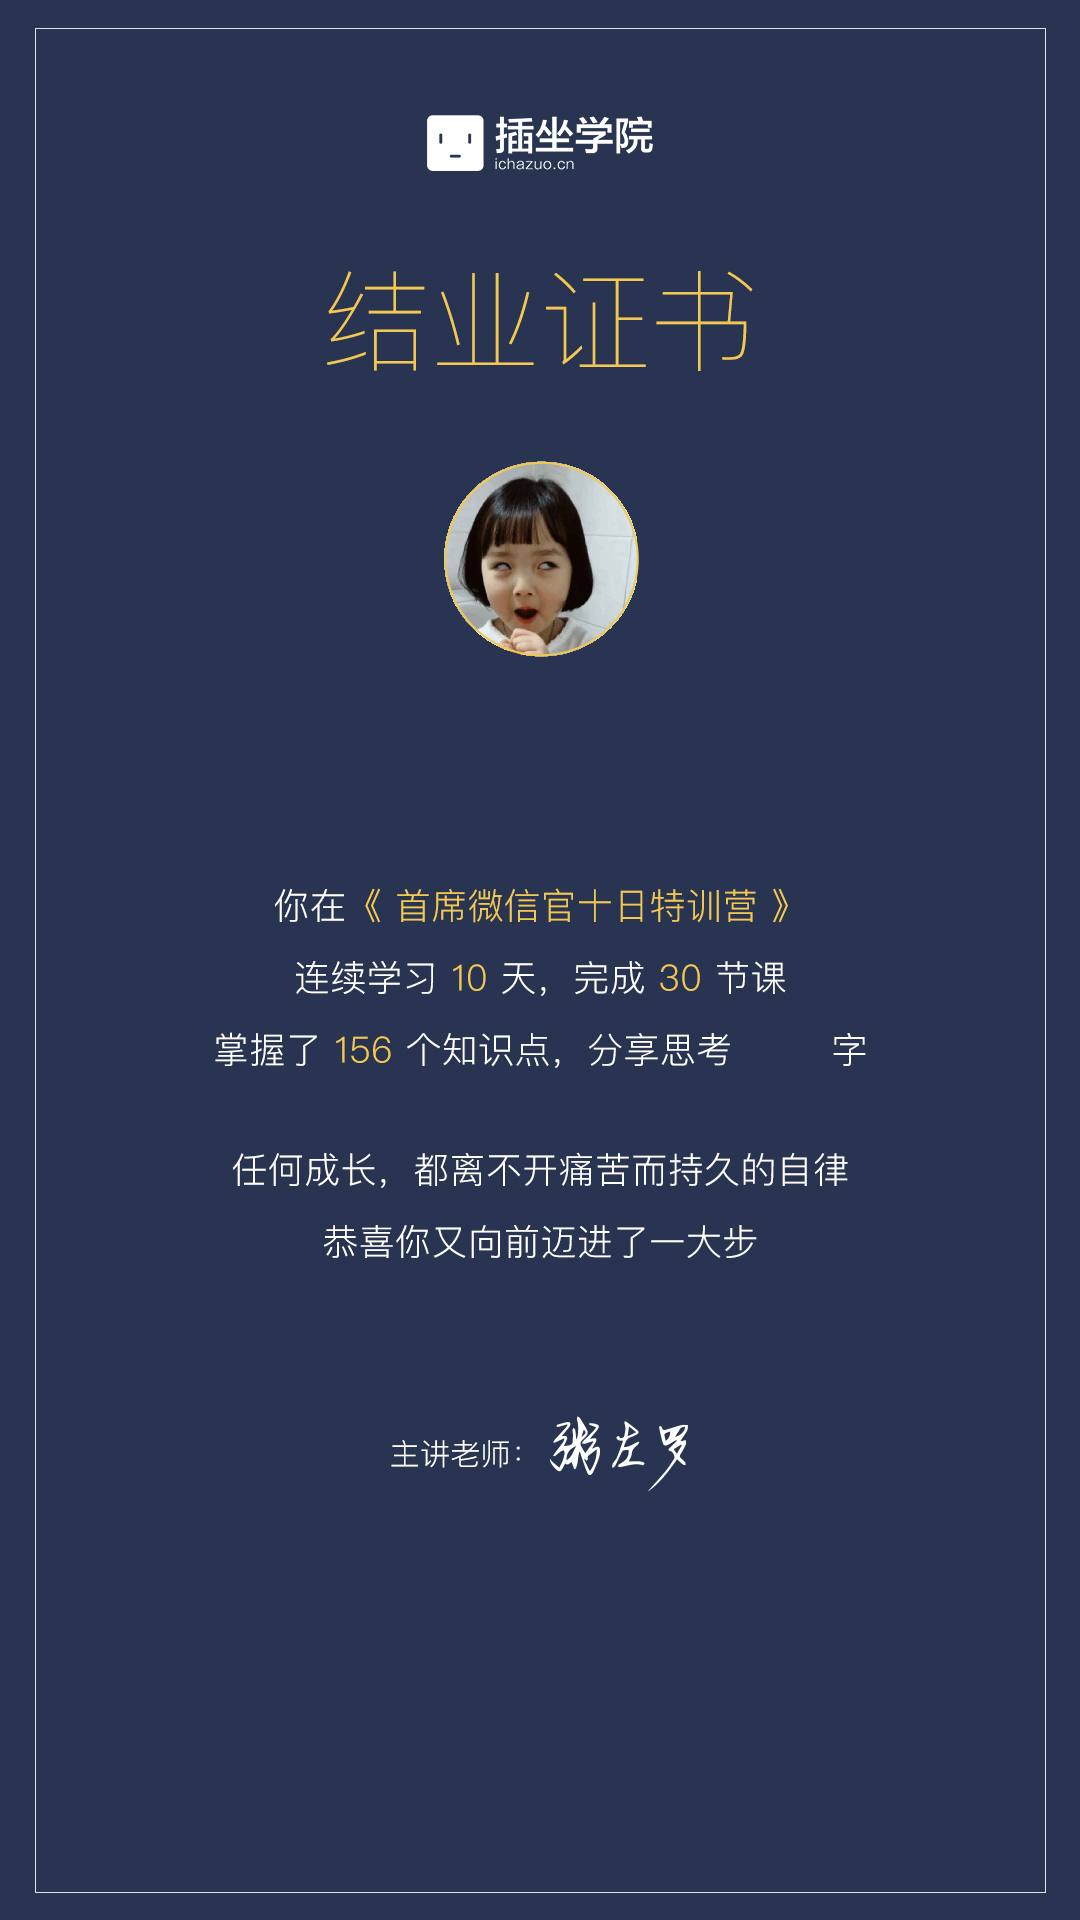 插坐学院
ichazuo.cn
结业证书
你在《 首席微信官十日特训营 》
连续学习 10 天，完成 30 节课
掌握了 156 个知识点，分享思考 字
任何成长，都离不开痛苦而持久的自律
恭喜你又向前迈进了一大步
主讲老师：粥左罗